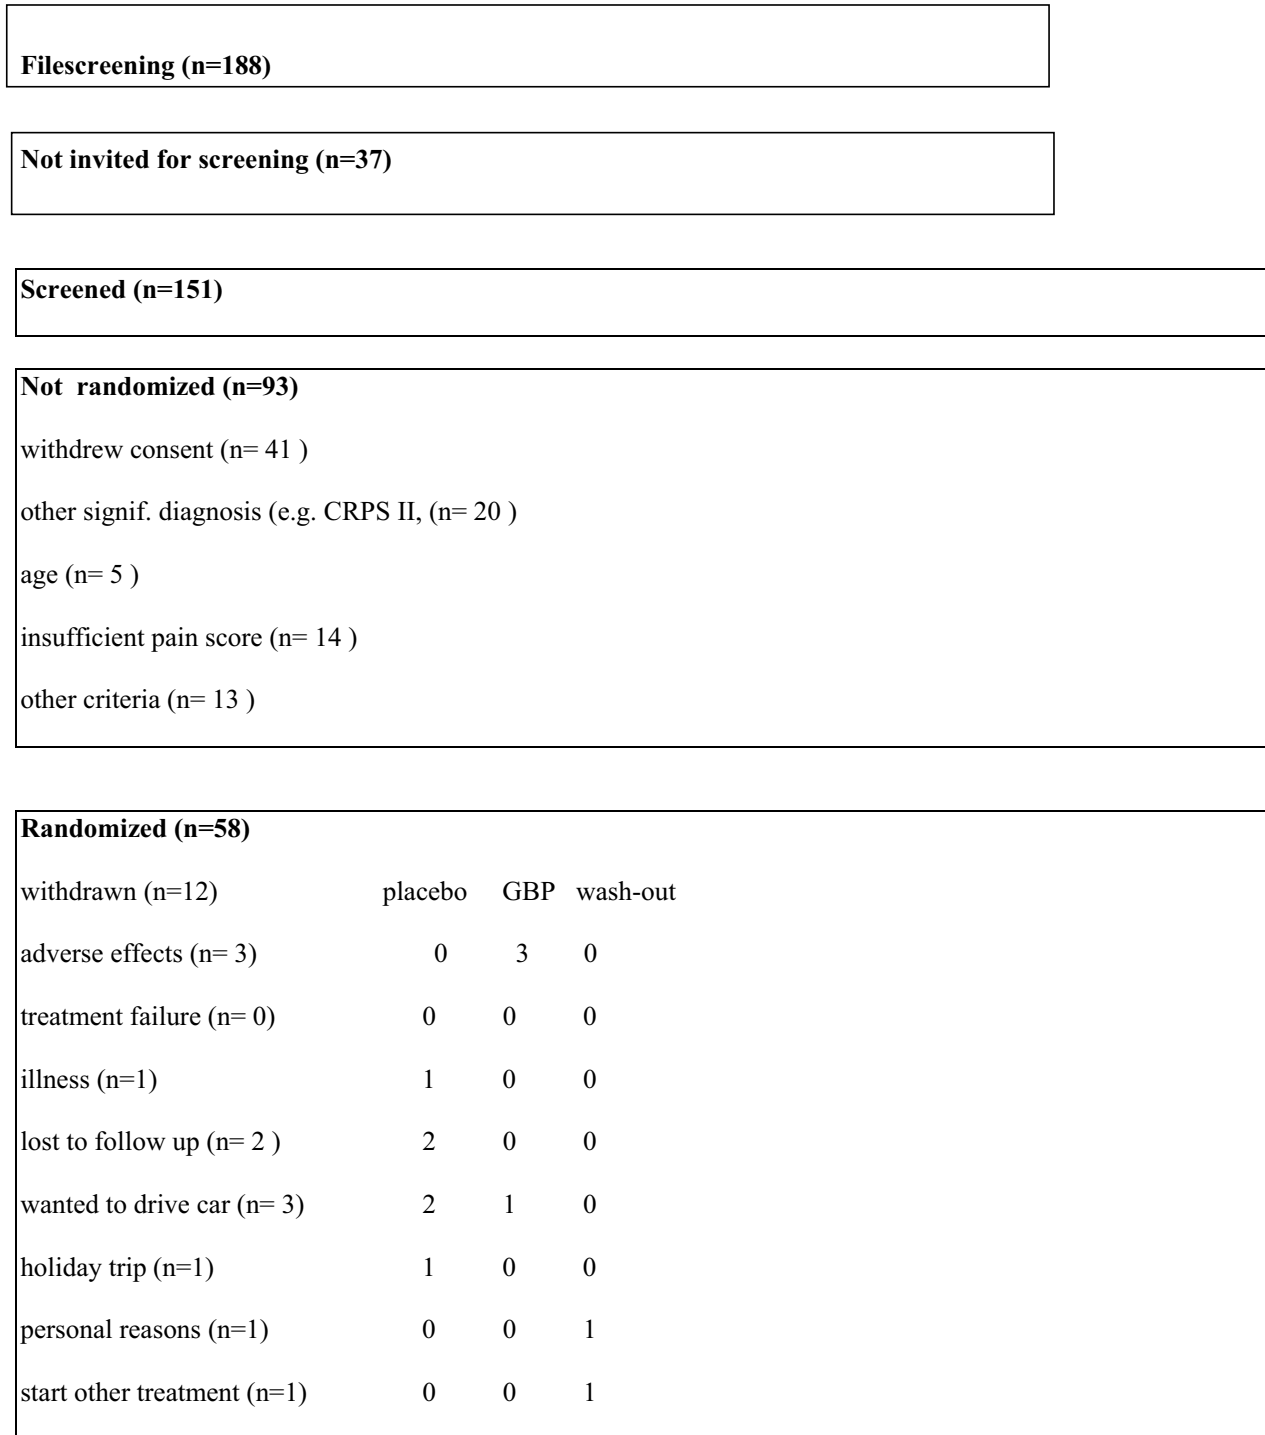 Filescreening (n=188)
Not invited for screening (n=37)
Screened (n=151)
Not randomized (n=93)
withdrew consent (n= 41 )
other signif. diagnosis (e.g. CRPS II, (n= 20 )
age (n= 5 )
insufficient pain score (n= 14 )
other criteria (n= 13 )
Randomized (n=58)
withdrawn (n=12) placebo GBP wash-out
adverse effects (n= 3) 0 3 0
treatment failure (n= 0) 0 0 0
illness (n=1) 1 0 0
lost to follow up (n= 2 ) 2 0 0
wanted to drive car (n= 3) 2 1 0
holiday trip (n=1) 1 0 0
personal reasons (n=1) 0 0 1
start other treatment (n=1) 0 0 1